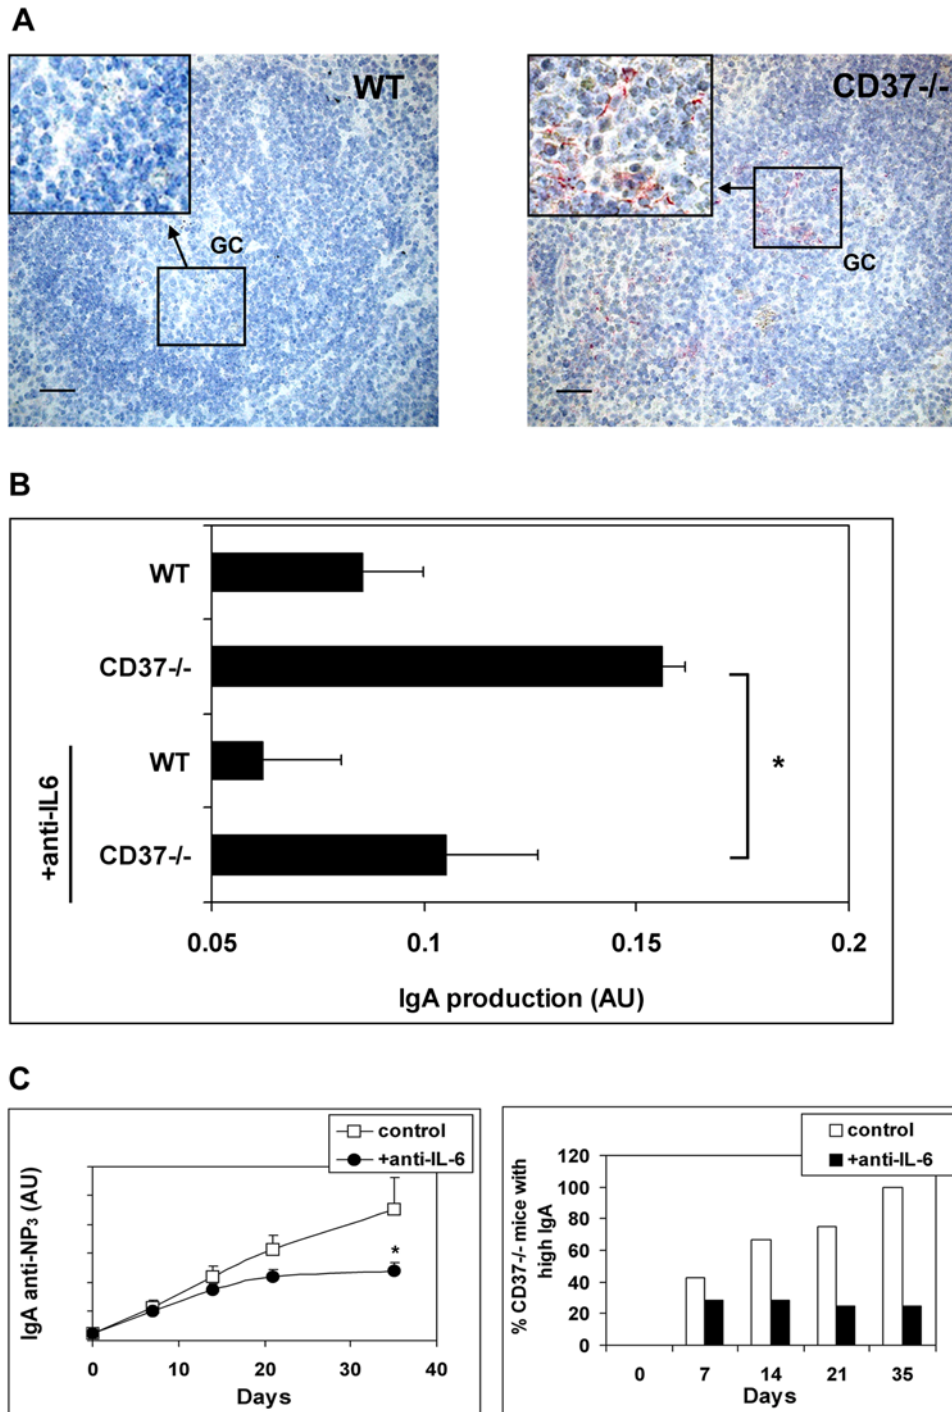 A
WT
GC
CD37-/-
GC
B
WT
CD37-/-
WT
CD37-/-
+anti-IL6
*
0.05 0.1 0.15 0.2
IgA production (AU)
C
control
+anti-IL-6
IgA anti-NP3 (AU)
*
0 10 20 30 40
Days
control
+anti-IL-6
% CD37-/- mice with
high IgA
120
100
80
60
40
20
0
0 7 14 21 35
Days